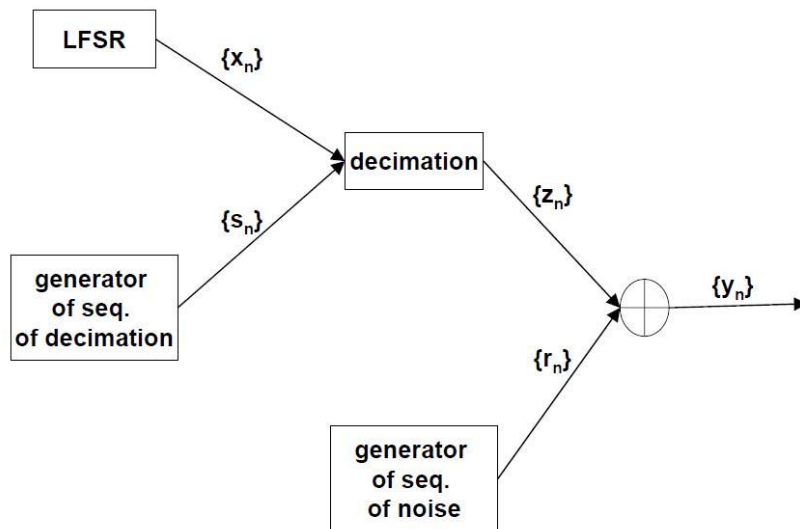 LFSR
{xn}
decimation
{zn}
{sn}
generator
of seq.
of decimation
{yn}
{rn}
generator
of seq.
of noise